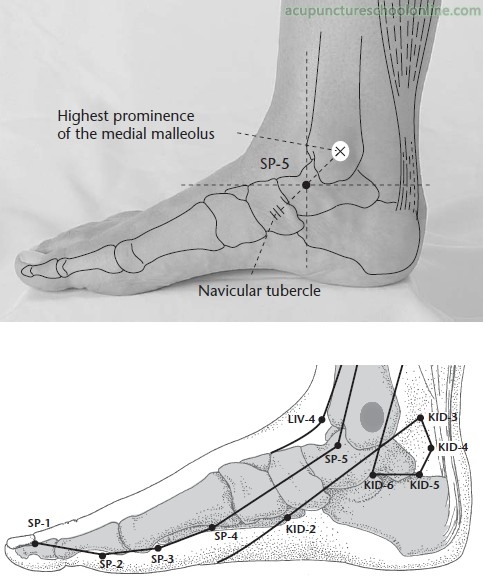 acupunctureschoolonline.com
Highest prominence
of the medial malleolus
SP-5
Navicular tubercle
LIV-4
KID-3
KID-4
SP-5
KID-6
KID-5
SP-1
KID-2
SP-4
SP-3
SP-2